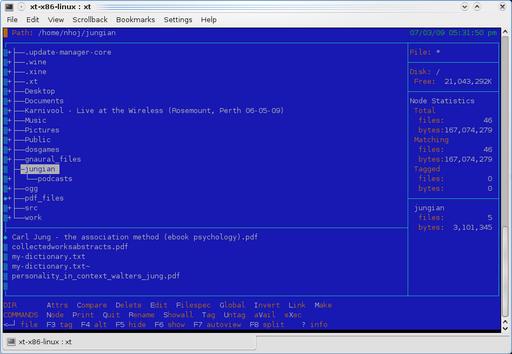 xt-x86-linux : xt
File Edit View Scrollback Bookmarks Settings Help
Path: /home/nhoj/jungian 07/03/09 05:31:50 pm
.update-manager-core
.wine
.xine
.xt
Desktop
Documents
Karnivool - Live at the Wireless (Rosemount, Perth 06-05-09)
Music
Pictures
Public
dosgames
gnaural_files
jungian
podcasts
ogg
pdf_files
src
work
File: *
Disk: /
Free: 21,043,292K
Node Statistics
Total
files: 46
bytes:167,074,279
Matching
files: 46
bytes:167,074,279
Tagged
files: 0
bytes: 0
jungian
files: 5
bytes: 3,101,345
Carl Jung - the association method (ebook psychology).pdf
collectedworksabstracts.pdf
my-dictionary.txt
my-dictionary.txt~
personality_in_context_walters_jung.pdf
DIR Attrs Compare Delete Edit Filespec Global Invert Link Make
COMMANDS Node Print Quit Rename Showall Tag Untag aVail eXec
<─┘ file F3 tag F4 alt F5 hide F6 show F7 autoview F8 split ? info
xt-x86-linux : xt